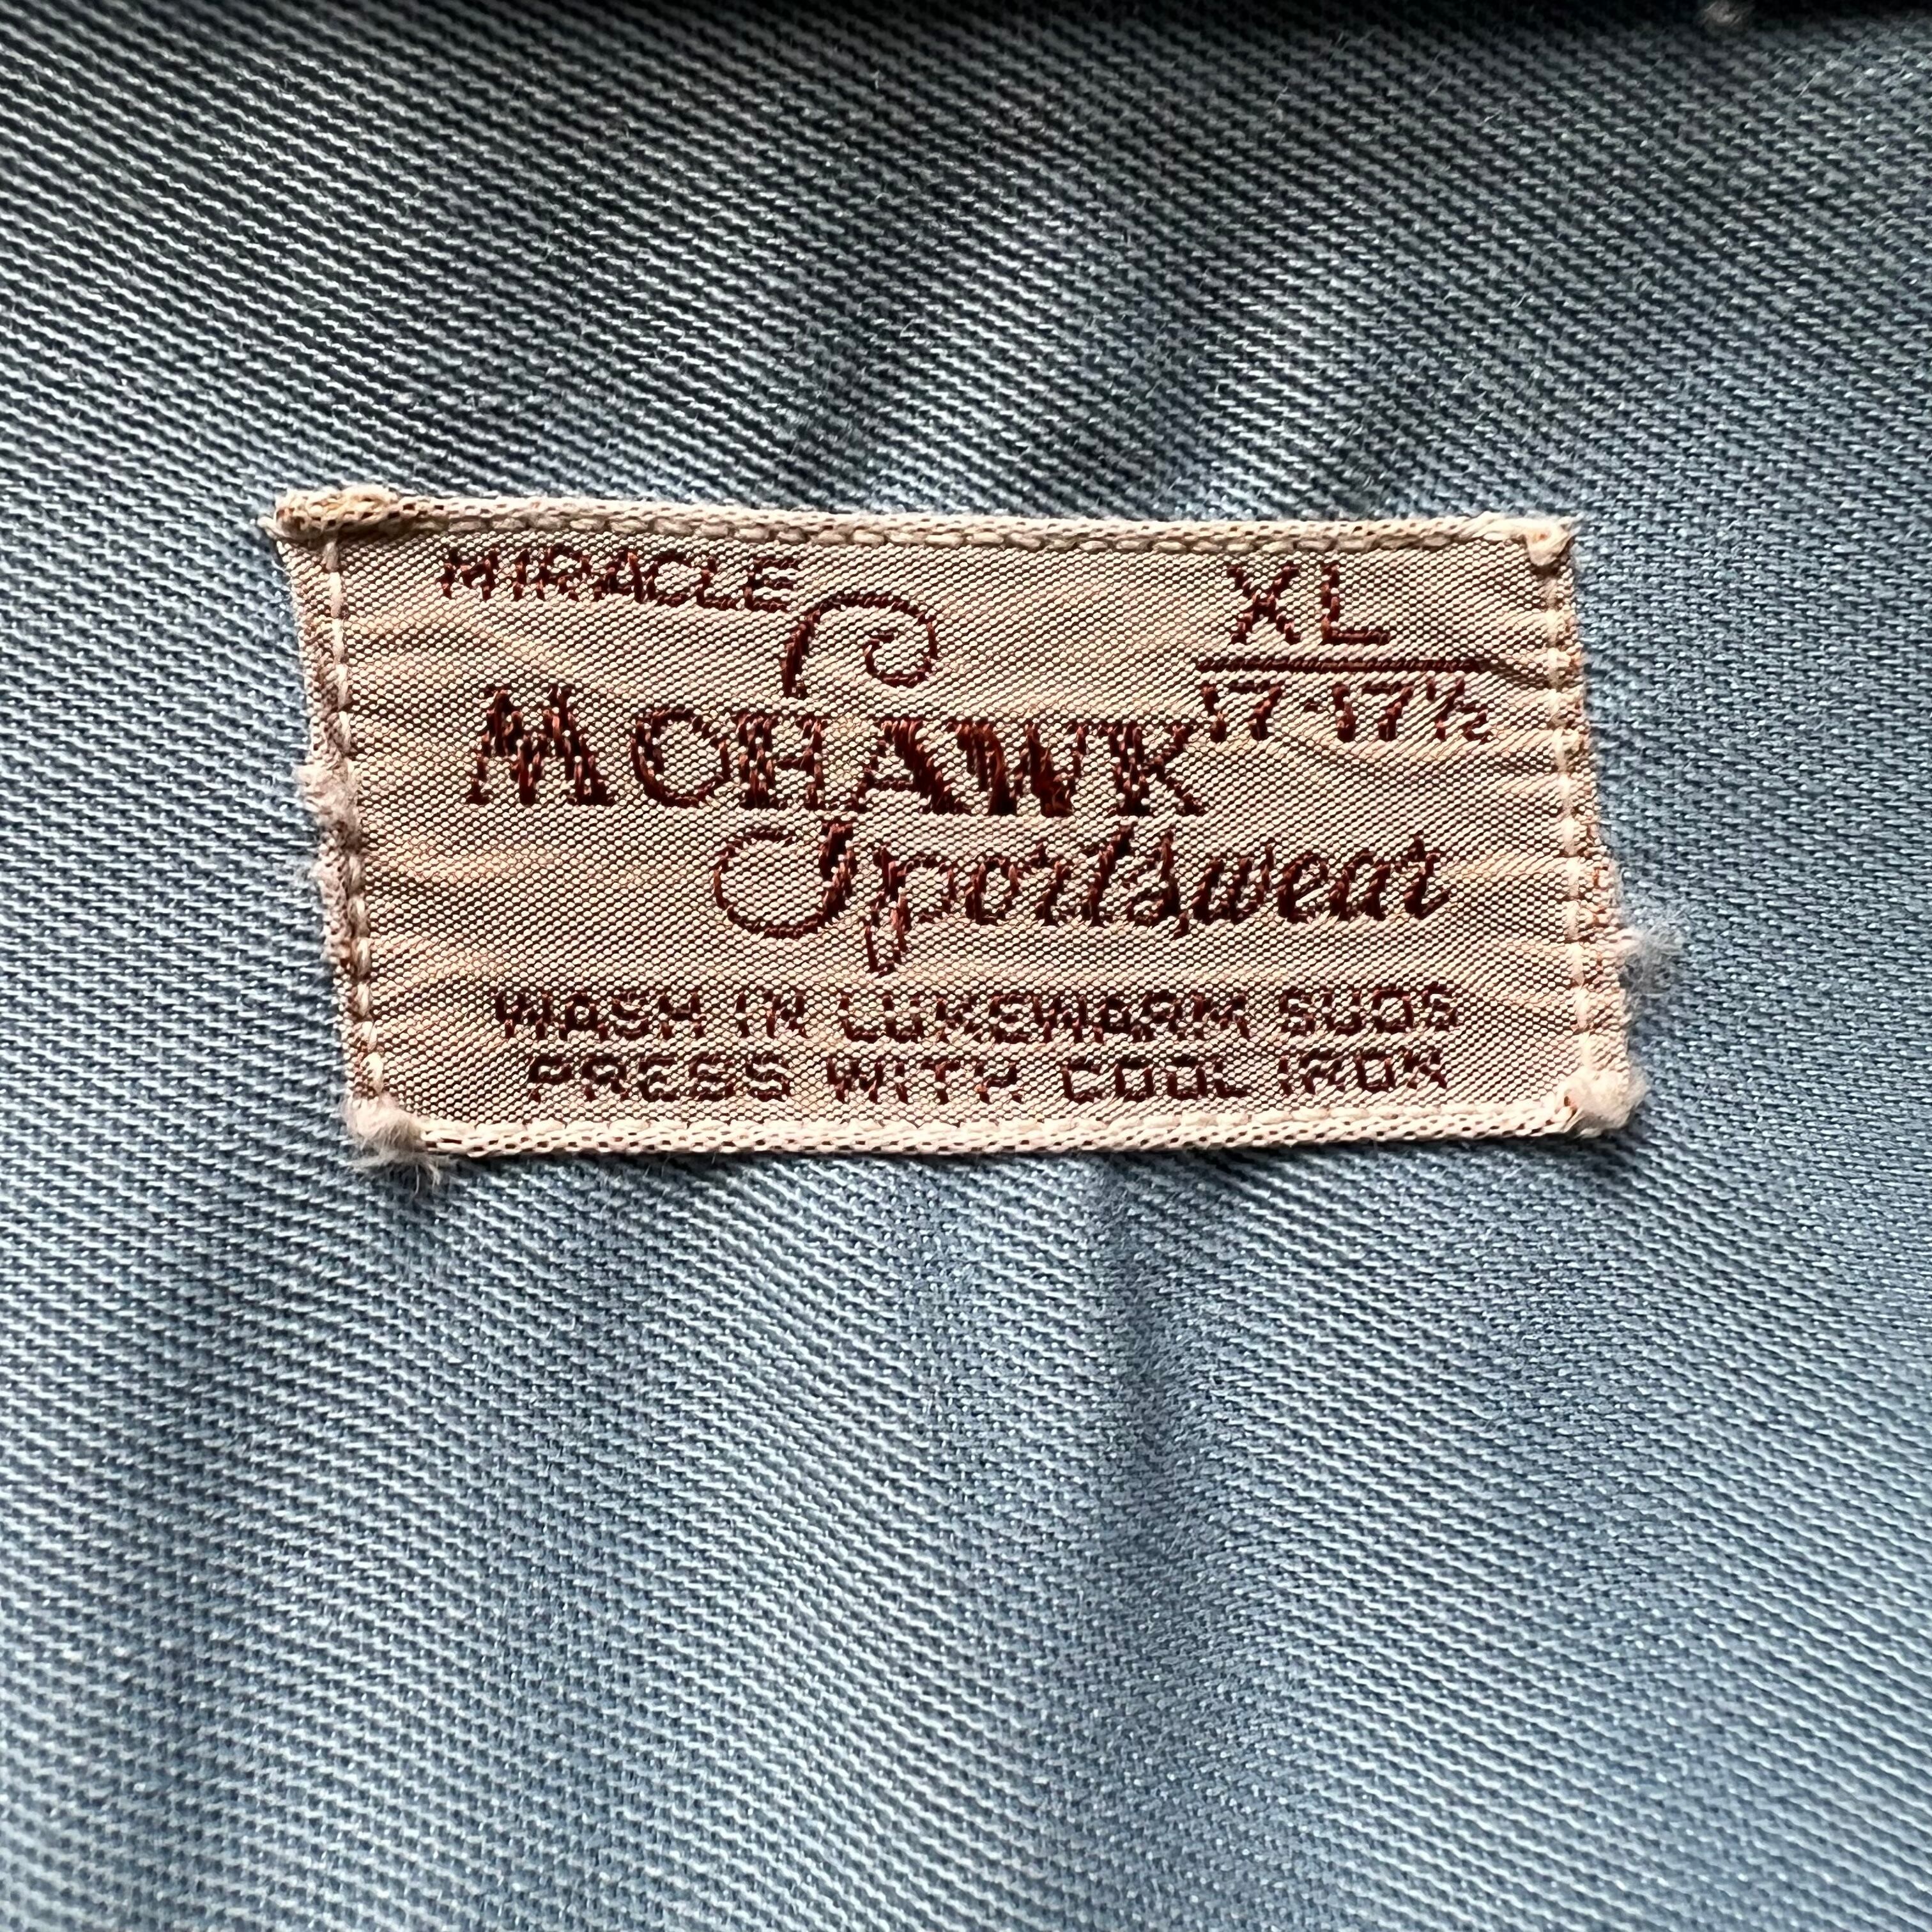 MIRACLE
XL
17-17½
MOHAWK
Sportswear
WASH IN LUKEWARM SUDS
PRESS WITH COOL IRON